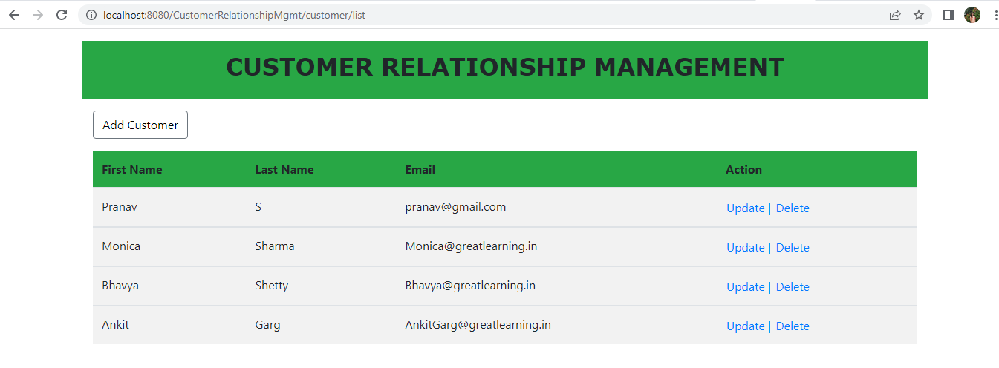 localhost:8080/CustomerRelationshipMgmt/customer/list
CUSTOMER RELATIONSHIP MANAGEMENT
Add Customer
First Name Last Name Email Action
Pranav S pranav@gmail.com Update | Delete
Monica Sharma Monica@greatlearning.in Update | Delete
Bhavya Shetty Bhavya@greatlearning.in Update | Delete
Ankit Garg AnkitGarg@greatlearning.in Update | Delete